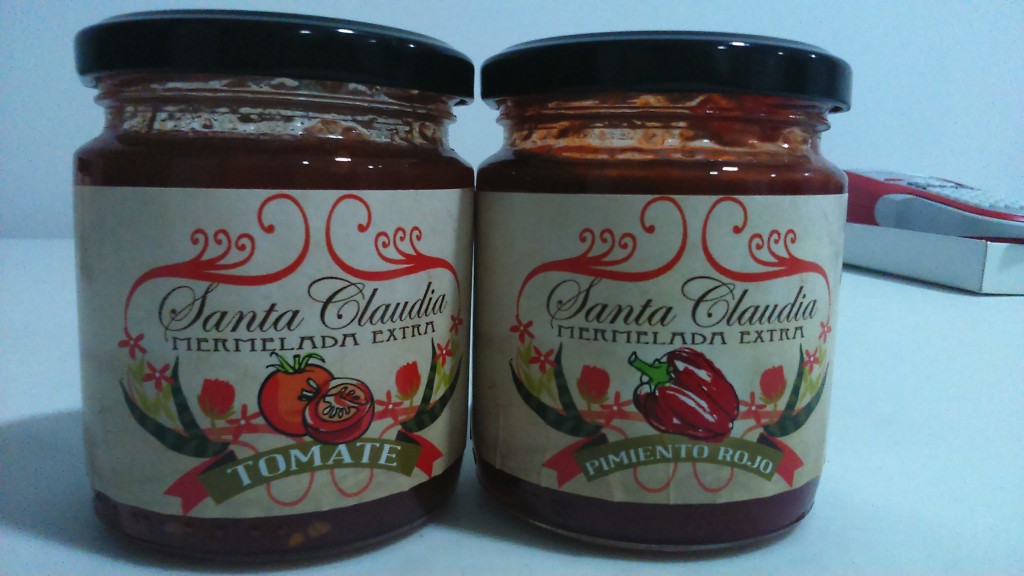 Santa Claudia
MERMELADA EXTRA
TOMATE
Santa Claudia
MERMELADA EXTRA
PIMIENTO ROJO